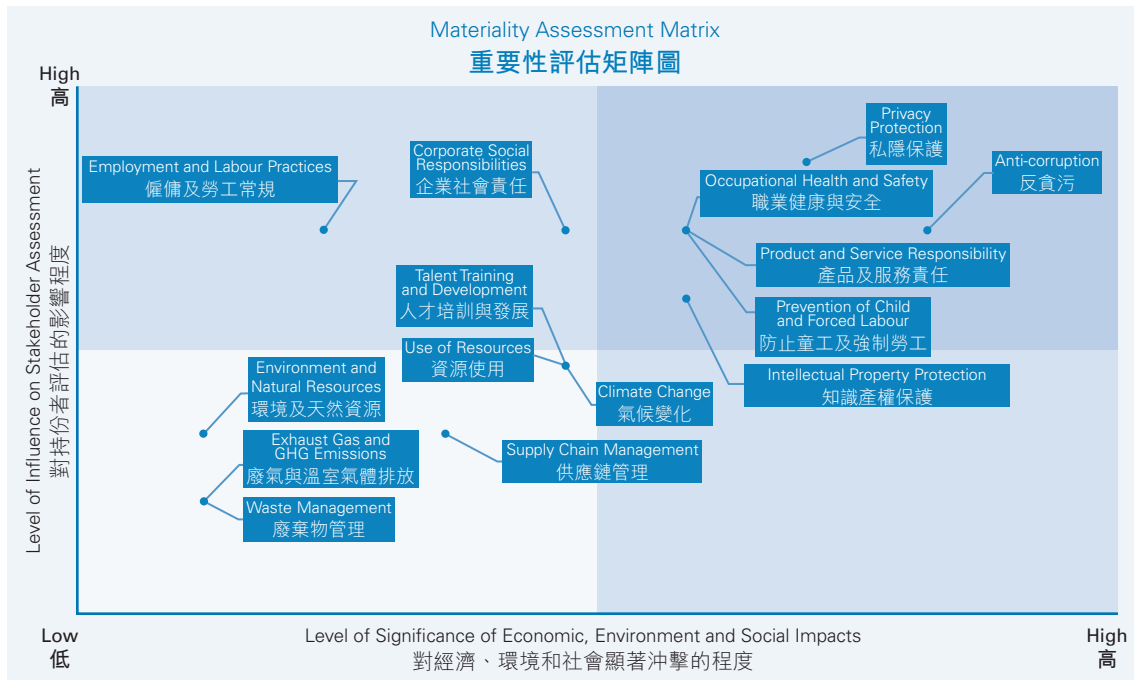 Materiality Assessment Matrix
重要性評估矩陣圖
High
高
Level of Influence on Stakeholder Assessment
對持份者評估的影響程度
Privacy
Protection
私隱保護
Employment and Labour Practices
僱傭及勞工常規
Corporate Social
Responsibilities
企業社會責任
Anti-corruption
反貪污
Occupational Health and Safety
職業健康與安全
Product and Service Responsibility
產品及服務責任
Talent Training
and Development
人才培訓與發展
Prevention of Child
and Forced Labour
防止童工及強制勞工
Use of Resources
資源使用
Environment and
Natural Resources
環境及天然資源
Intellectual Property Protection
知識產權保護
Climate Change
氣候變化
Exhaust Gas and
GHG Emissions
廢氣與溫室氣體排放
Supply Chain Management
供應鏈管理
Waste Management
廢棄物管理
Low
低
Level of Significance of Economic, Environment and Social Impacts
對經濟、環境和社會顯著沖擊的程度
High
高